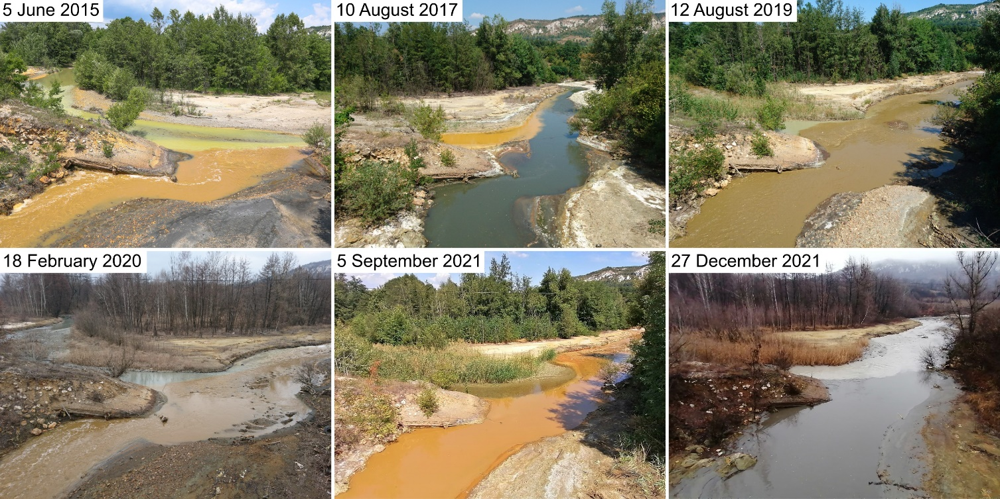 5 June 2015
10 August 2017
12 August 2019
18 February 2020
5 September 2021
27 December 2021